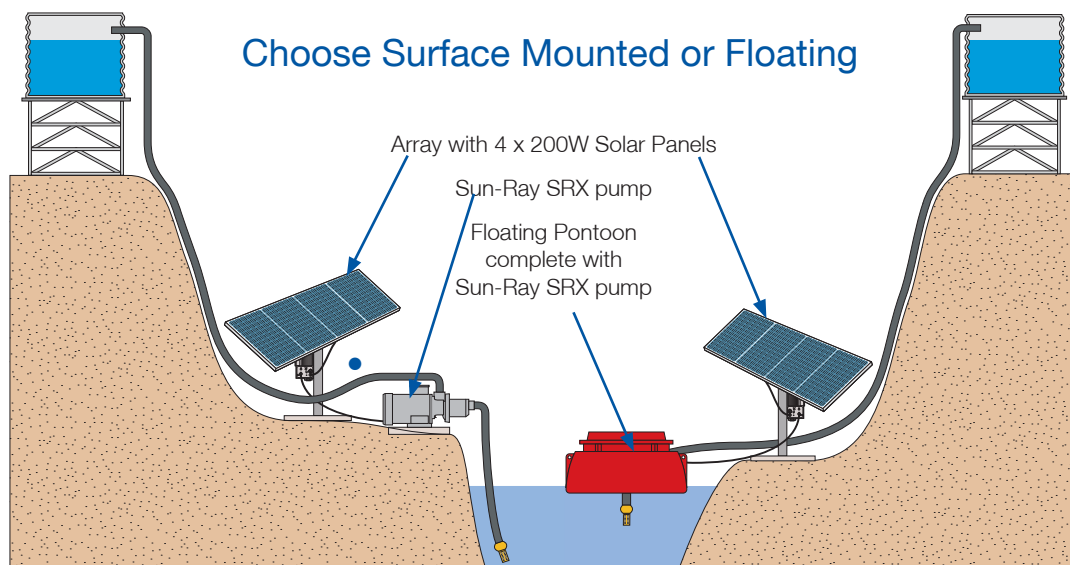 Choose Surface Mounted or Floating
Array with 4 x 200W Solar Panels
Sun-Ray SRX pump
Floating Pontoon
complete with
Sun-Ray SRX pump